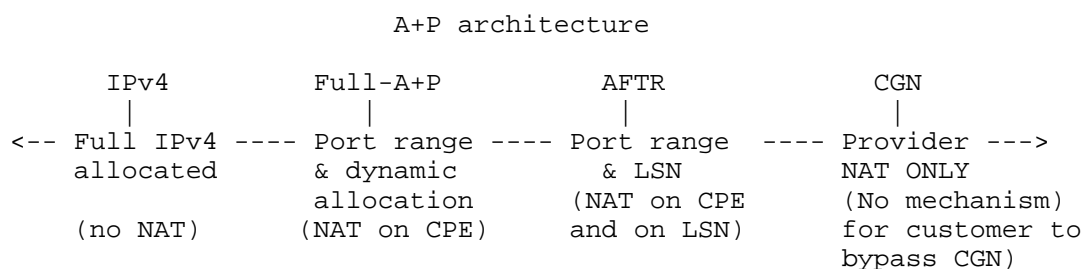 A+P architecture
IPv4 Full-A+P AFTR CGN
| | | |
<-- Full IPv4 ---- Port range ---- Port range ---- Provider --->
allocated & dynamic & LSN NAT ONLY
allocation (NAT on CPE (No mechanism)
(no NAT) (NAT on CPE) and on LSN) for customer to
bypass CGN)